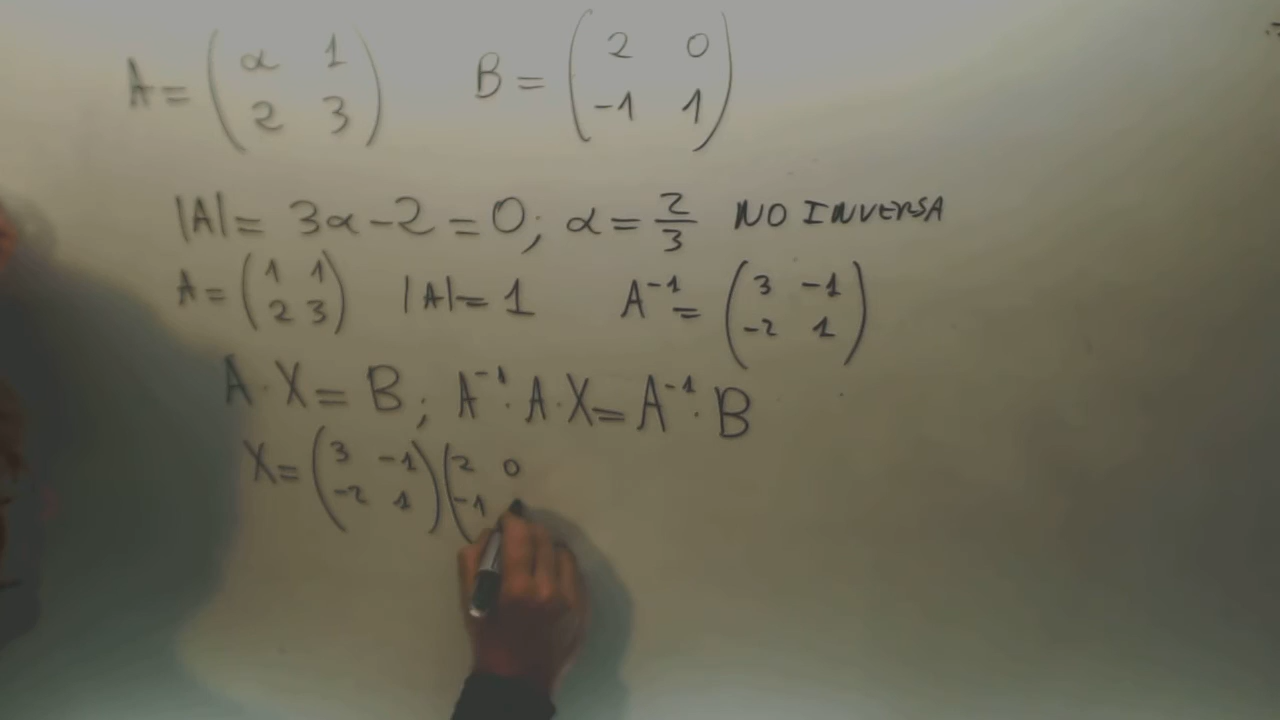 A = ( α 1 ; 2 3 ) B = ( 2 0 ; -1 1 )
|A| = 3α - 2 = 0; α = 2/3 NO INVERSA
A = ( 1 1 ; 2 3 ) |A| = 1 A⁻¹ = ( 3 -1 ; -2 1 )
A · X = B; A⁻¹ · A · X = A⁻¹ · B
X = ( 3 -1 ; -2 1 ) ( 2 0 ; -1